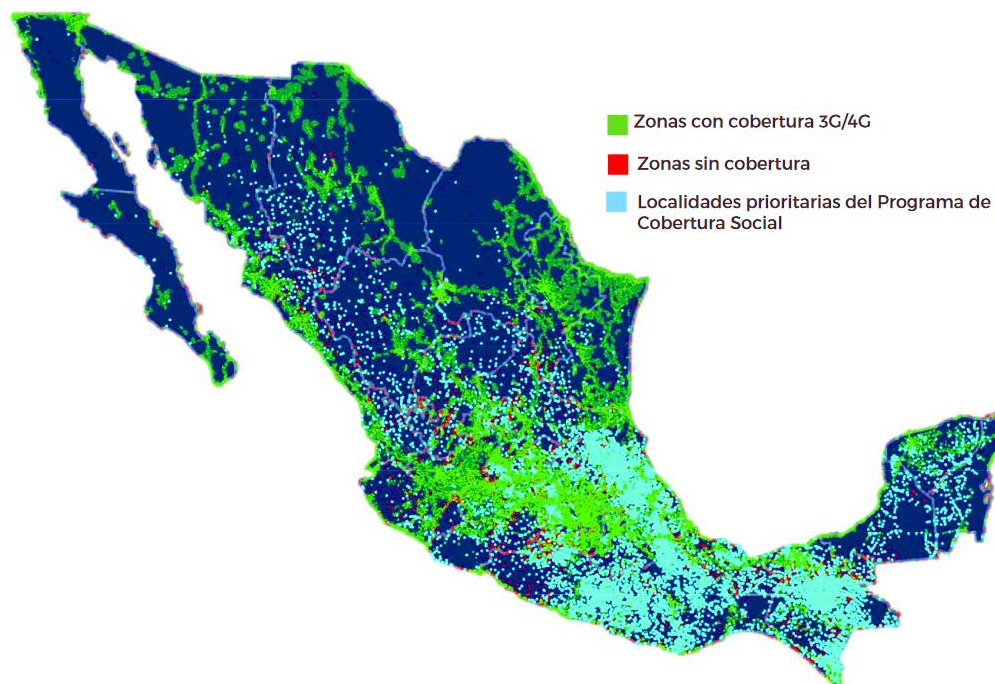 Zonas con cobertura 3G/4G
Zonas sin cobertura
Localidades prioritarias del Programa de
Cobertura Social